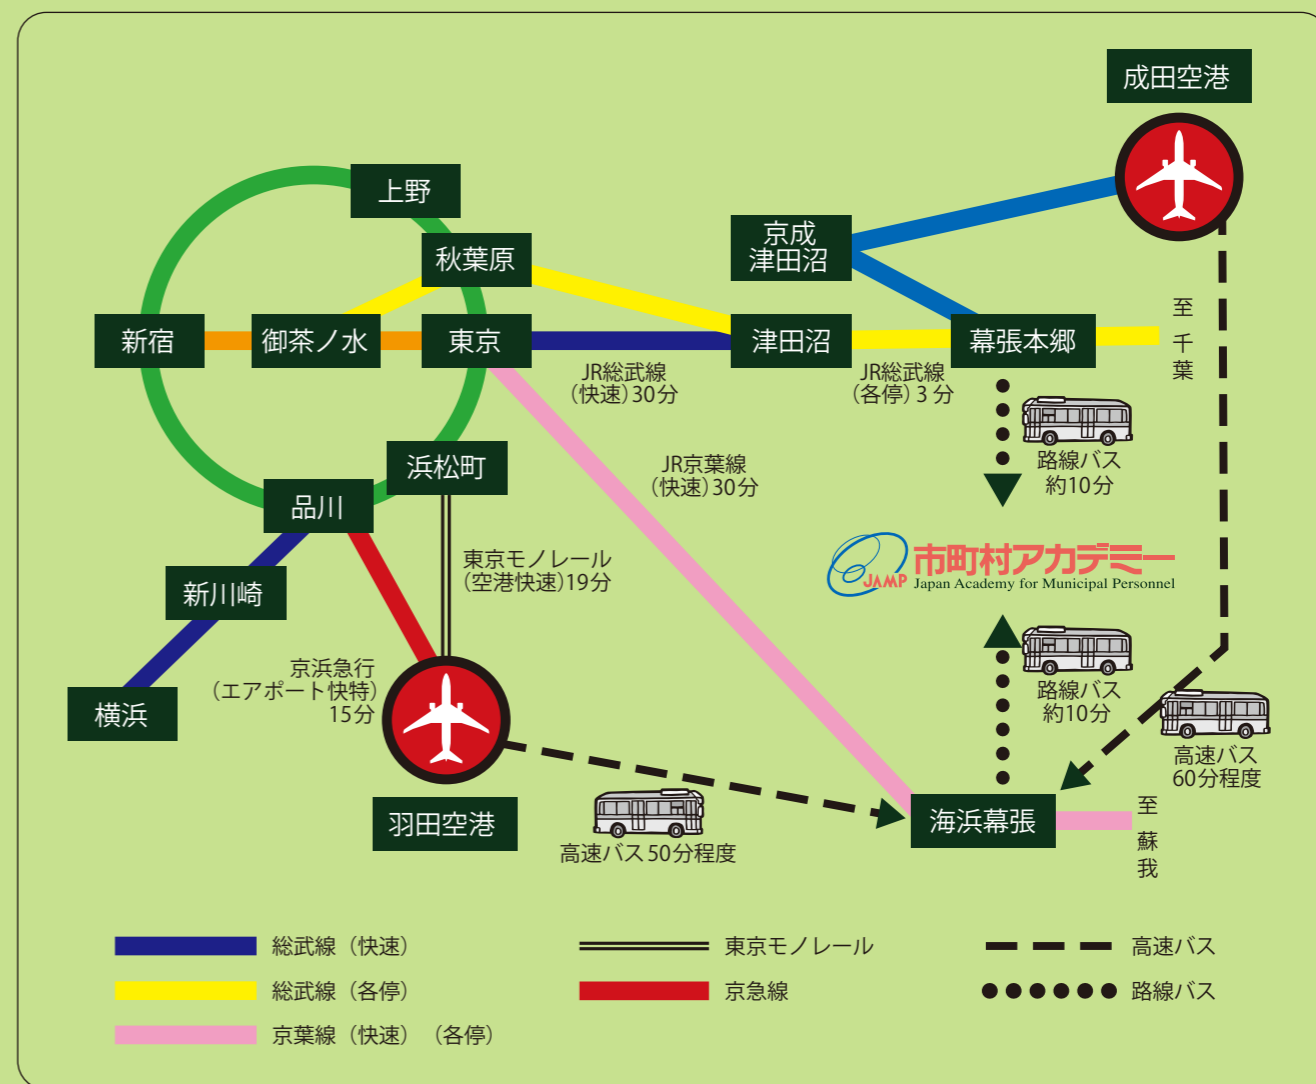 成田空港
上野
京成
津田沼
秋葉原
新宿
御茶ノ水
東京
津田沼
幕張本郷
至千葉
JR総武線
(快速)30分
JR総武線
(各停)3分
路線バス
約10分
浜松町
JR京葉線
(快速)30分
品川
東京モノレール
(空港快速)19分
JAMP
市町村アカデミー
Japan Academy for Municipal Personnel
新川崎
京浜急行
(エアポート快特)
15分
横浜
路線バス
約10分
高速バス
60分程度
羽田空港
高速バス50分程度
海浜幕張
至蘇我
総武線(快速)
東京モノレール
高速バス
総武線(各停)
京急線
路線バス
京葉線(快速)(各停)